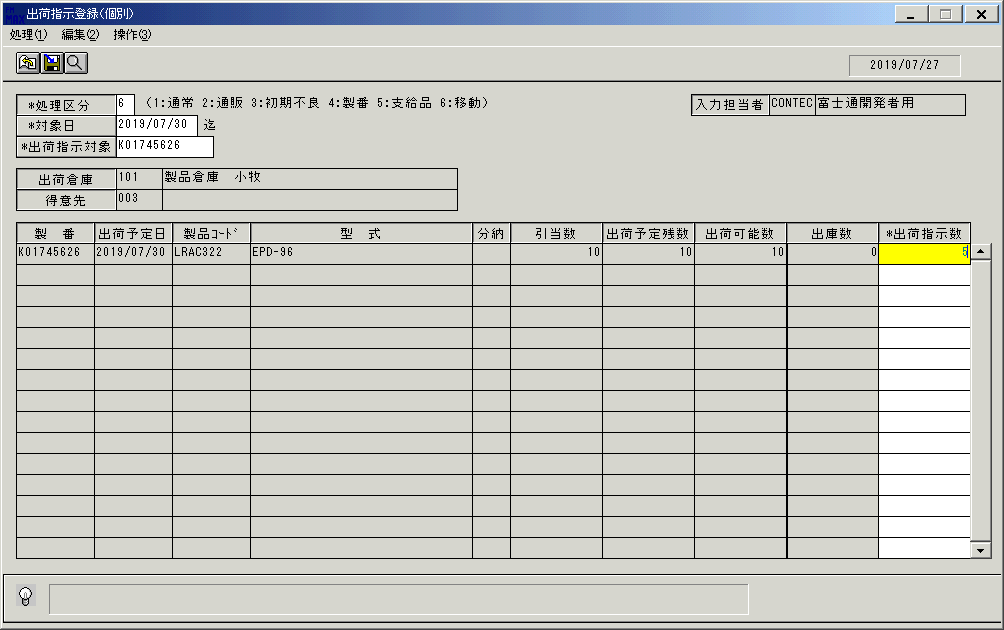 出荷指示登録(個別)
処理(1) 編集(2) 操作(3)
2019/07/27
*処理区分 6 (1:通常 2:通販 3:初期不良 4:製番 5:支給品 6:移動) 入力担当者 CONTEC 富士通開発者用
*対象日 2019/07/30 迄
*出荷指示対象 K01745626
出荷倉庫 101 製品倉庫 小牧
得意先 003
製 番 出荷予定日 製品ｺｰﾄﾞ 型 式 分納 引当数 出荷予定残数 出荷可能数 出庫数 *出荷指示数
K01745626 2019/07/30 LRAC322 EPD-96 10 10 10 0 5